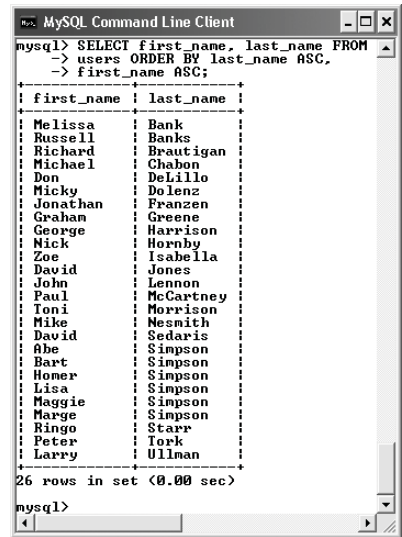 MySQL Command Line Client
mysql> SELECT first_name, last_name FROM
-> users ORDER BY last_name ASC,
-> first_name ASC;
+------------+-----------+
| first_name | last_name |
+------------+-----------+
| Melissa | Bank |
| Russell | Banks |
| Richard | Brautigan |
| Michael | Chabon |
| Don | DeLillo |
| Micky | Dolenz |
| Jonathan | Franzen |
| Graham | Greene |
| George | Harrison |
| Nick | Hornby |
| Zoe | Isabella |
| David | Jones |
| John | Lennon |
| Paul | McCartney |
| Toni | Morrison |
| Mike | Nesmith |
| David | Sedaris |
| Abe | Simpson |
| Bart | Simpson |
| Homer | Simpson |
| Lisa | Simpson |
| Maggie | Simpson |
| Marge | Simpson |
| Ringo | Starr |
| Peter | Tork |
| Larry | Ullman |
+------------+-----------+
26 rows in set (0.00 sec)
mysql>